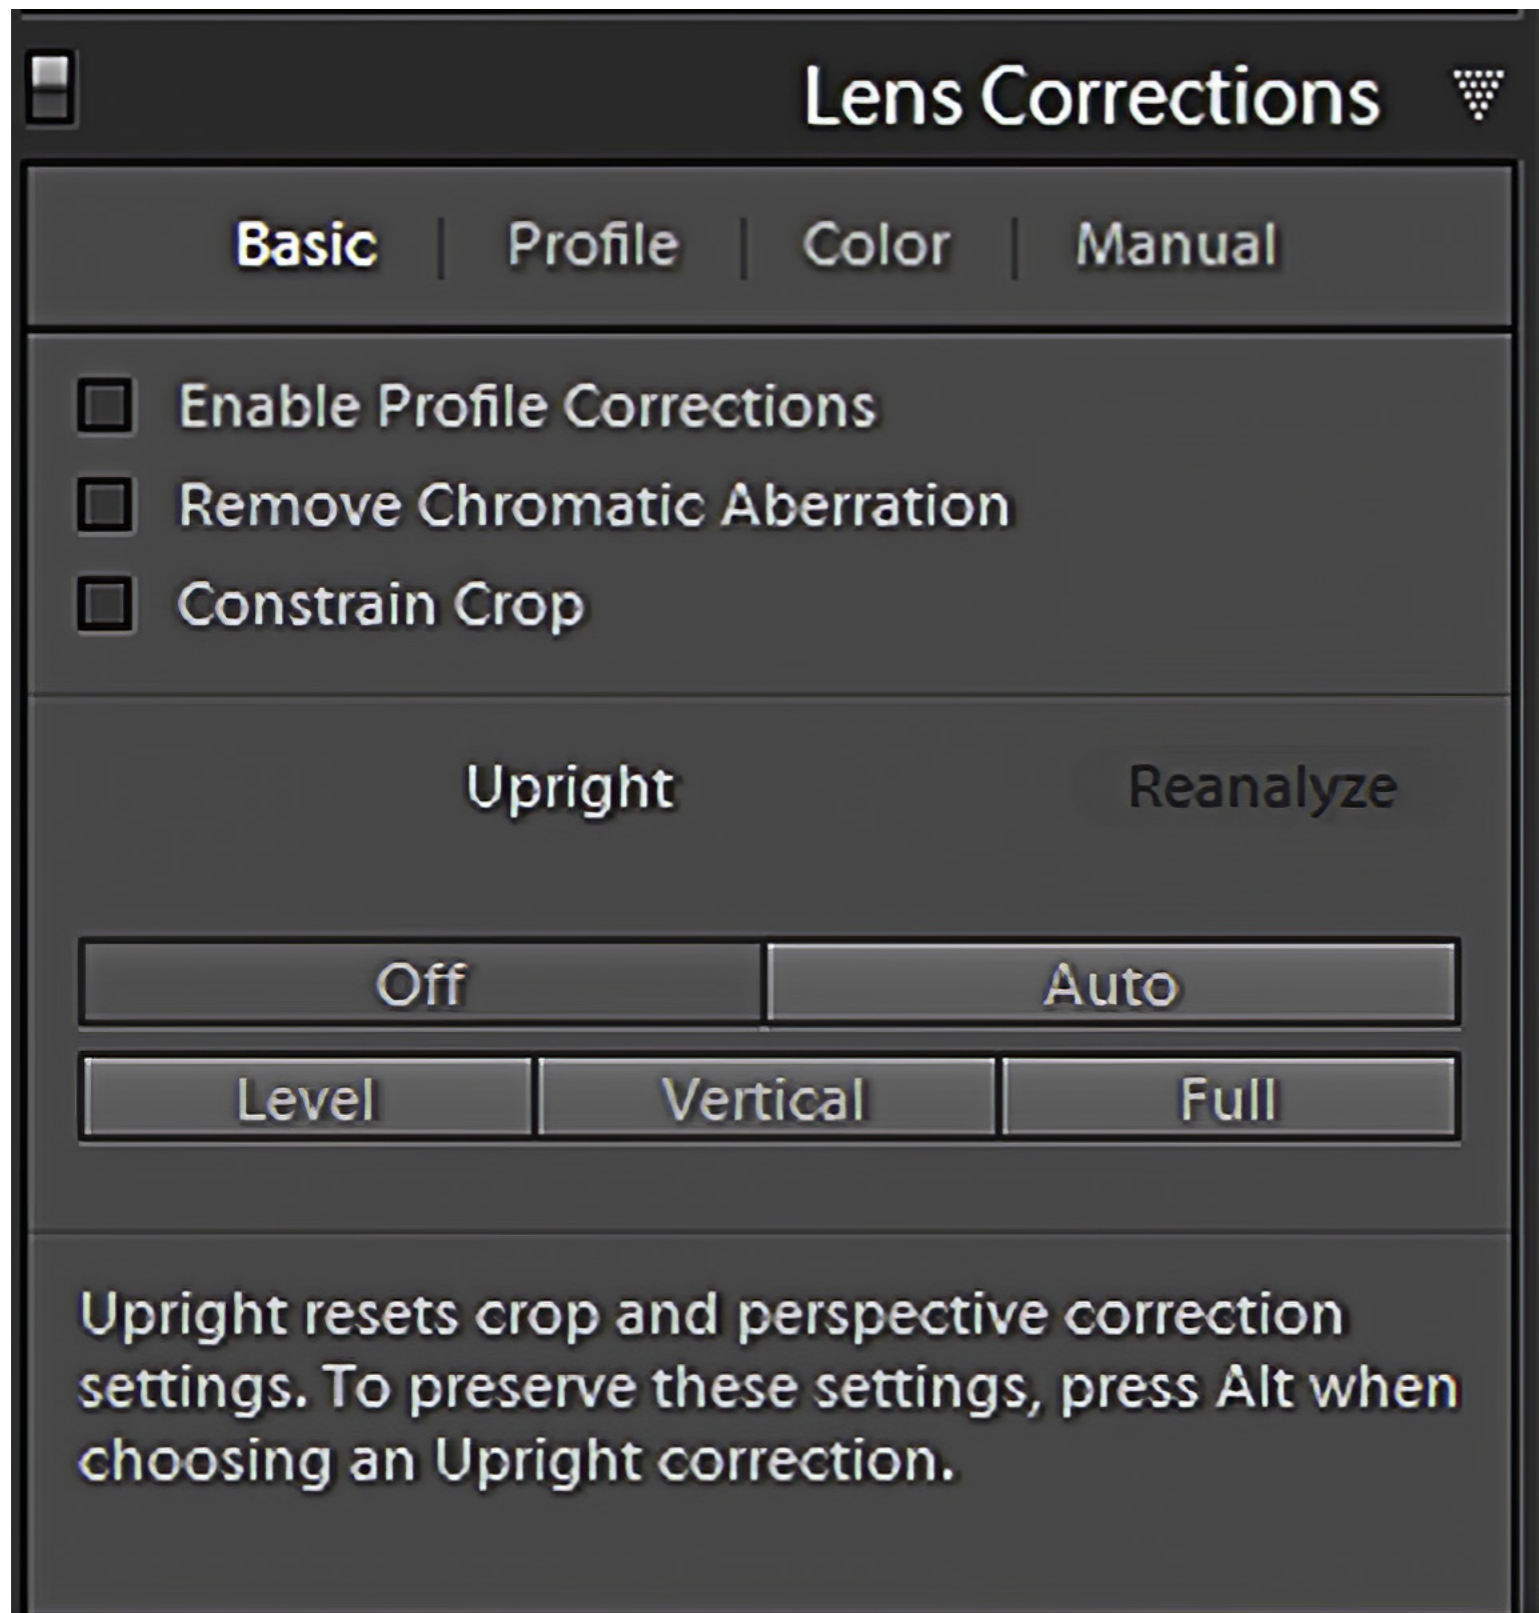 Lens Corrections
Basic | Profile | Color | Manual
Enable Profile Corrections
Remove Chromatic Aberration
Constrain Crop
Upright Reanalyze
Off Auto
Level Vertical Full
Upright resets crop and perspective correction
settings. To preserve these settings, press Alt when
choosing an Upright correction.